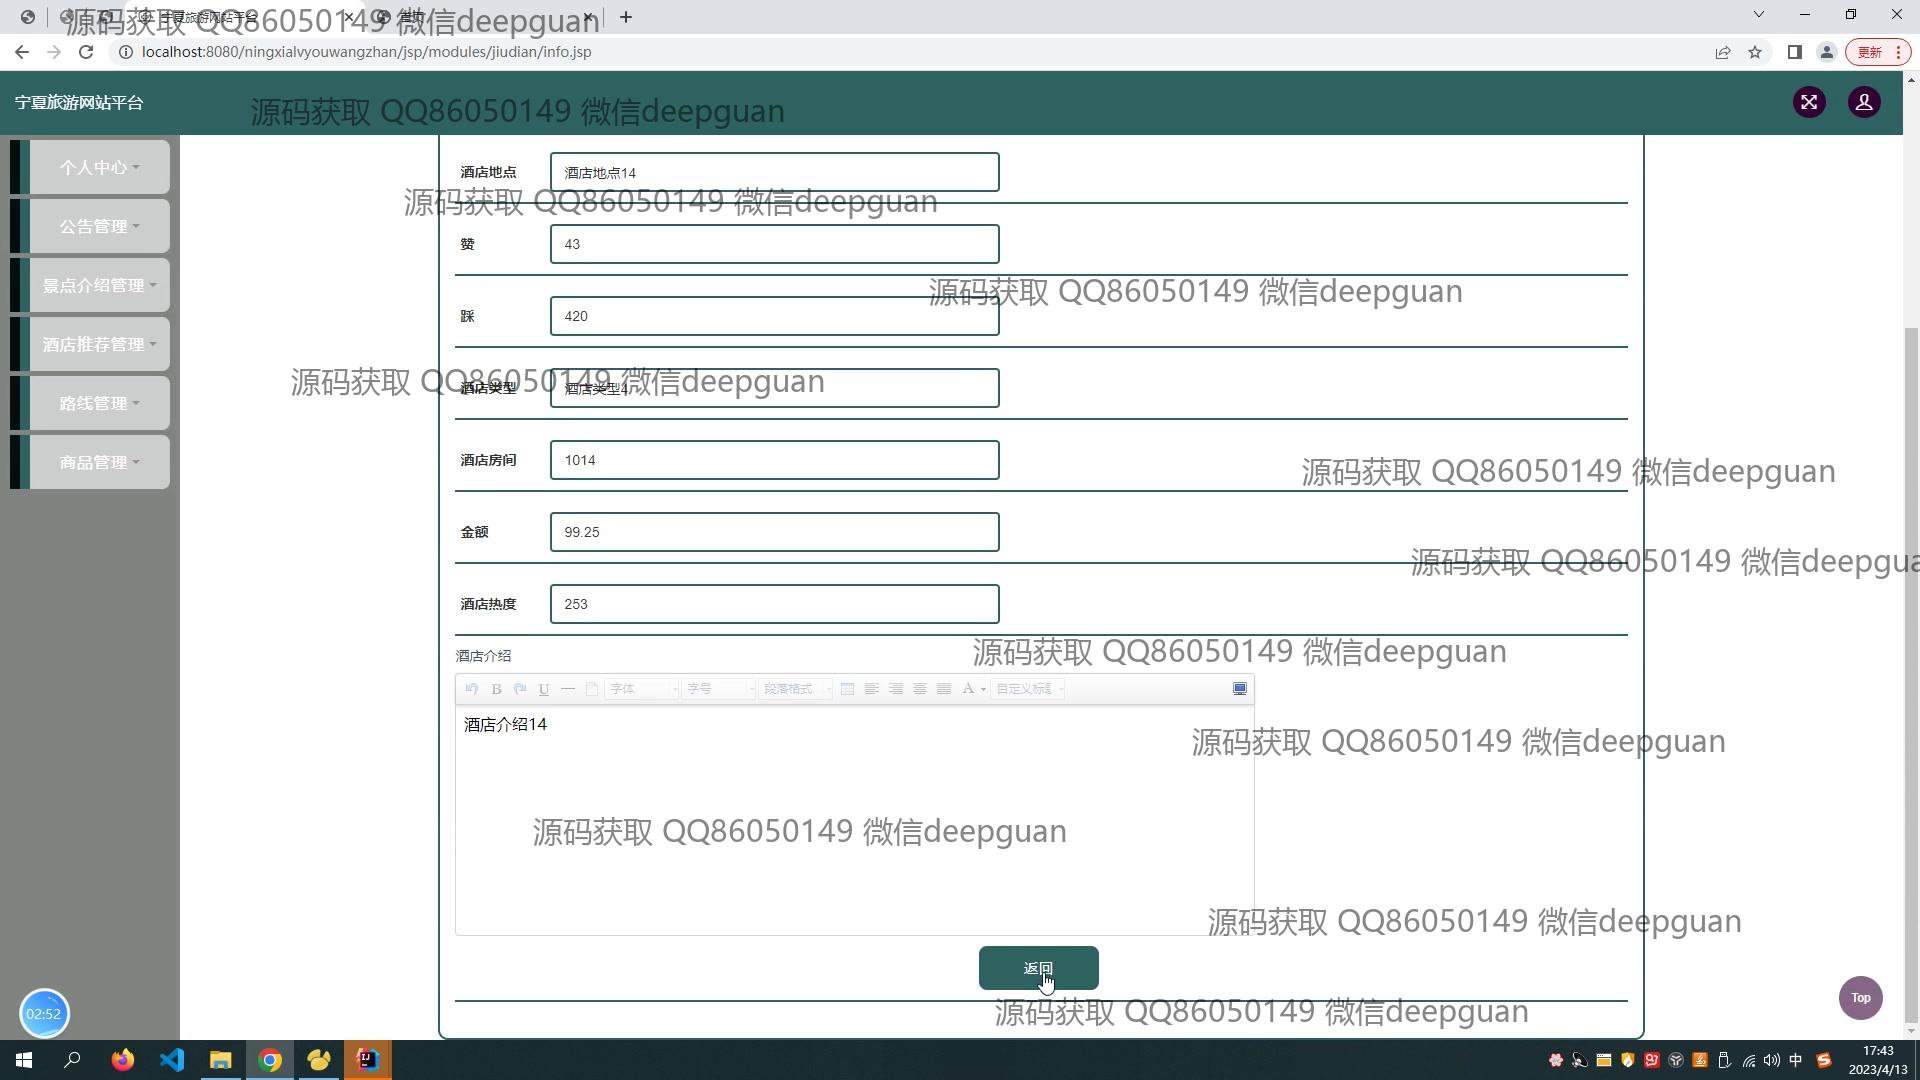 宁夏旅游网站平台
首页
源码获取 QQ86050149 微信deepguan
localhost:8080/ningxialvyouwangzhan/jsp/modules/jiudian/info.jsp
更新
宁夏旅游网站平台
源码获取 QQ86050149 微信deepguan
个人中心
公告管理
景点介绍管理
酒店推荐管理
路线管理
商品管理
酒店地点 酒店地点14
源码获取 QQ86050149 微信deepguan
赞 43
源码获取 QQ86050149 微信deepguan
踩 420
源码获取 QQ86050149 微信deepguan
酒店类型 酒店类型4
酒店房间 1014
源码获取 QQ86050149 微信deepguan
金额 99.25
源码获取 QQ86050149 微信deepgua
酒店热度 253
源码获取 QQ86050149 微信deepguan
酒店介绍
B U 字体 字号 段落格式 A 自定义标题
酒店介绍14
源码获取 QQ86050149 微信deepguan
源码获取 QQ86050149 微信deepguan
源码获取 QQ86050149 微信deepguan
返回
源码获取 QQ86050149 微信deepguan
Top
02:52
中
17:43
2023/4/13